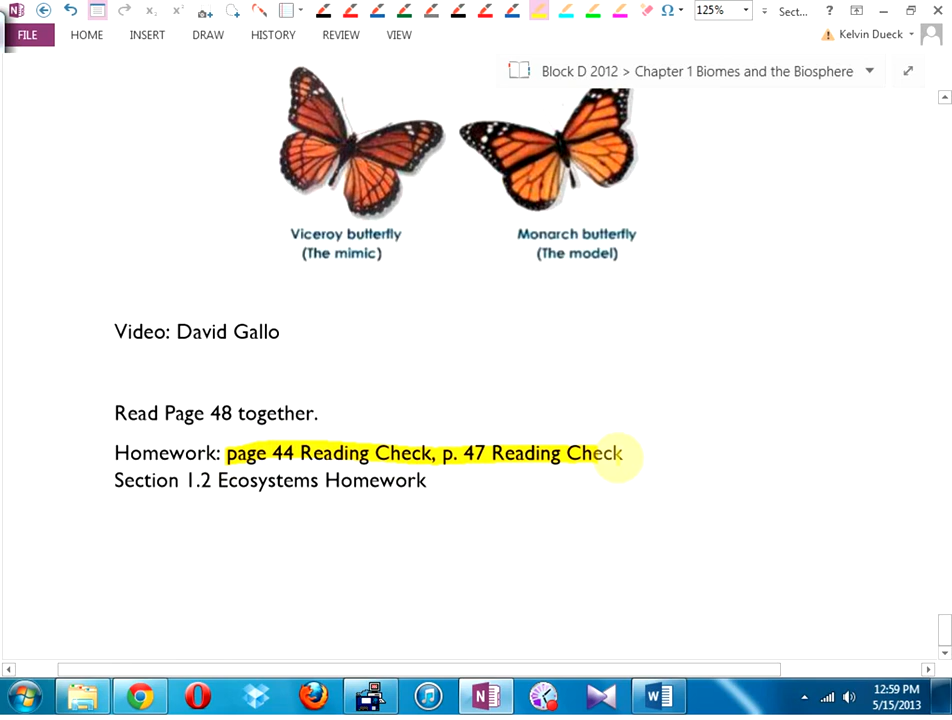 125%
Sect...
?
FILE
HOME
INSERT
DRAW
HISTORY
REVIEW
VIEW
Kelvin Dueck
Block D 2012 > Chapter 1 Biomes and the Biosphere
Viceroy butterfly
(The mimic)
Monarch butterfly
(The model)
Video: David Gallo
Read Page 48 together.
Homework: page 44 Reading Check, p. 47 Reading Check
Section 1.2 Ecosystems Homework
12:59 PM
5/15/2013